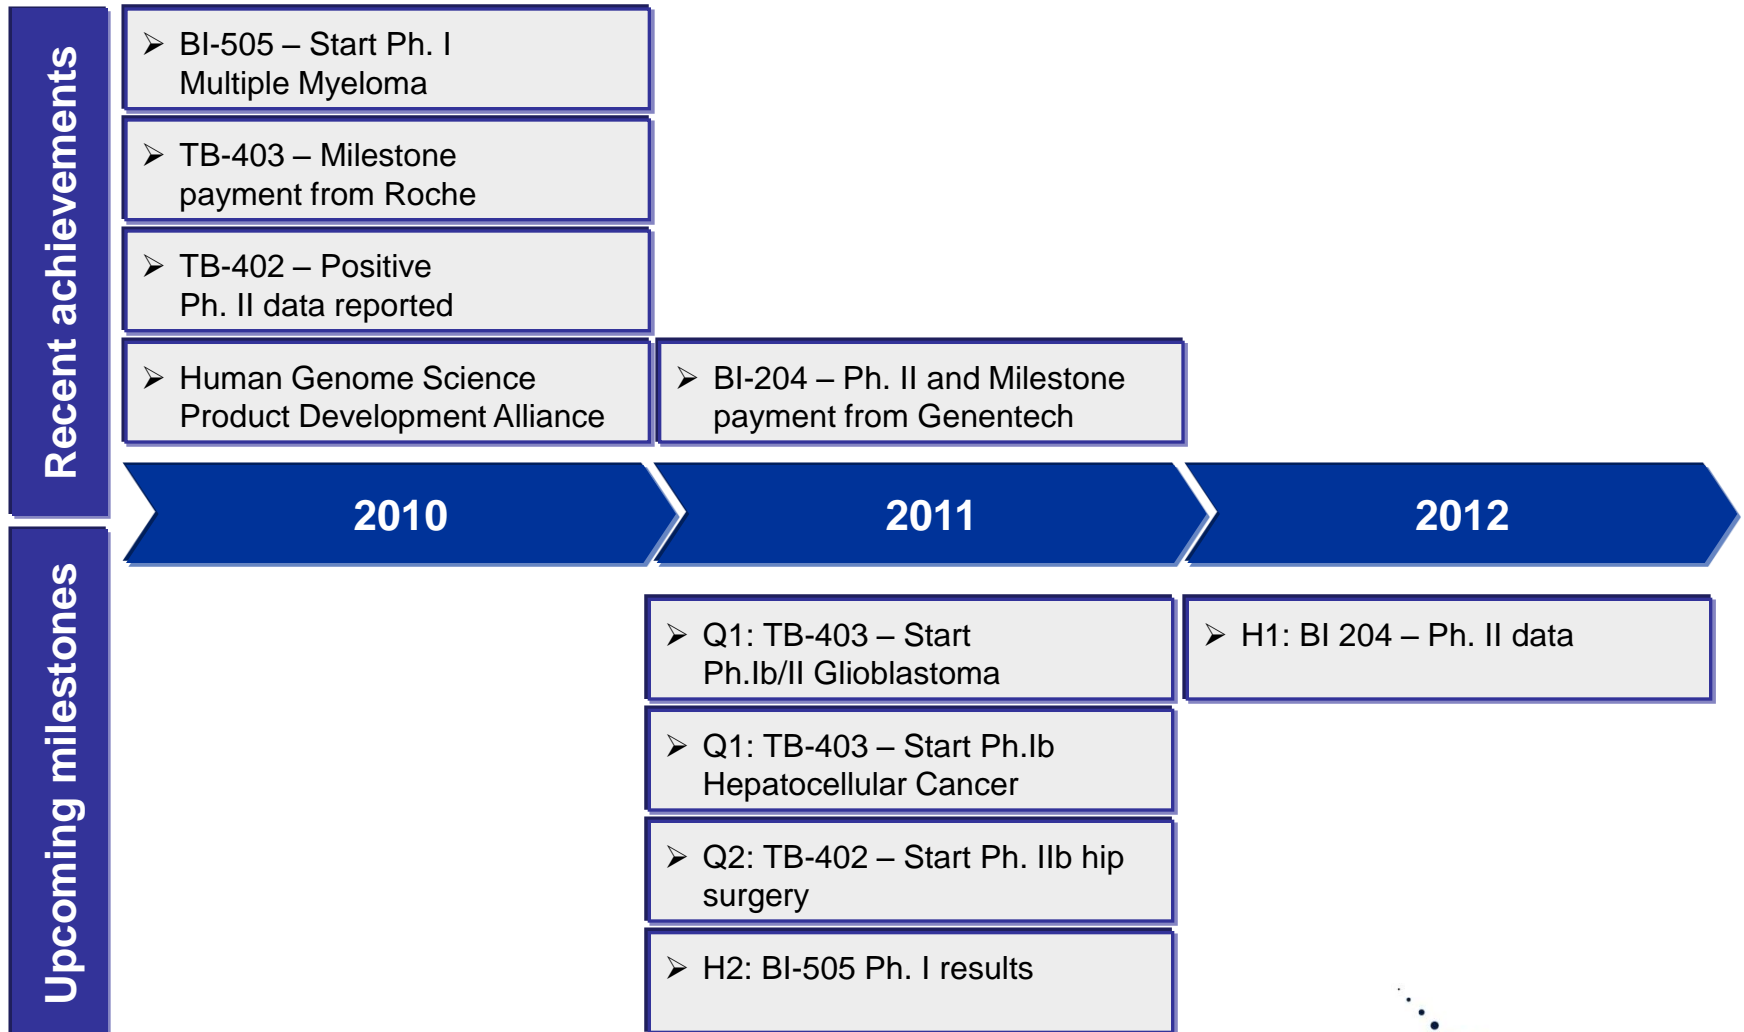 Recent achievements
➢ BI-505 – Start Ph. I
Multiple Myeloma
➢ TB-403 – Milestone
payment from Roche
➢ TB-402 – Positive
Ph. II data reported
➢ Human Genome Science
Product Development Alliance
➢ BI-204 – Ph. II and Milestone
payment from Genentech
2010
2011
2012
Upcoming milestones
➢ Q1: TB-403 – Start
Ph.Ib/II Glioblastoma
➢ Q1: TB-403 – Start Ph.Ib
Hepatocellular Cancer
➢ Q2: TB-402 – Start Ph. IIb hip
surgery
➢ H2: BI-505 Ph. I results
➢ H1: BI 204 – Ph. II data